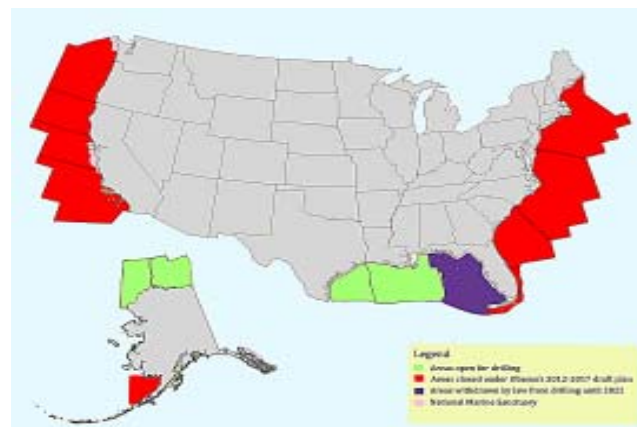 Legend
Areas open for drilling
Areas closed under Obama's 2012-2017 draft plan
Areas withdrawn by law from drilling until 2022
National Marine Sanctuary